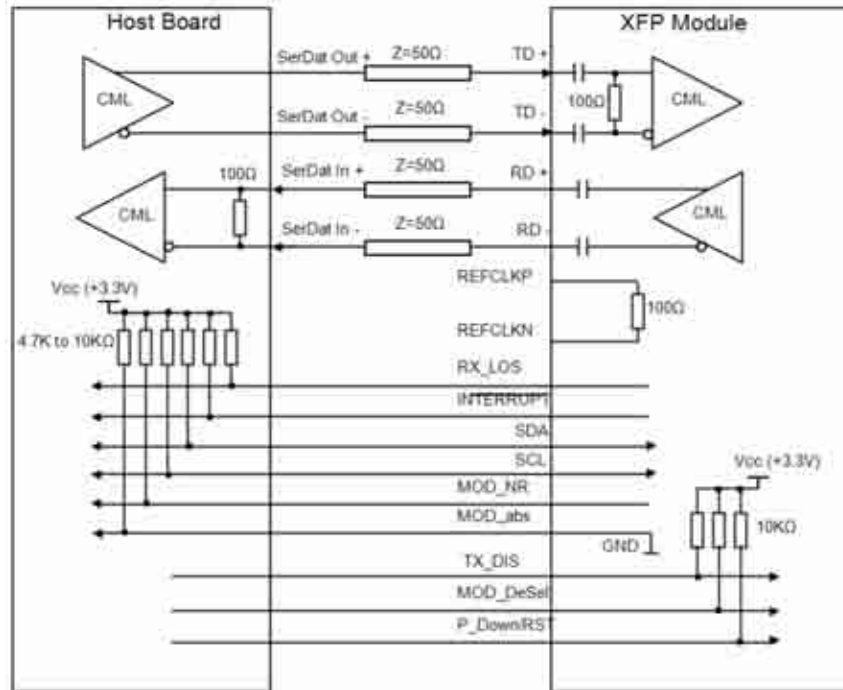 Host Board
XFP Module
CML
SerDat Out +
Z=50Ω
TD +
100Ω
CML
SerDat Out -
Z=50Ω
TD -
100Ω
SerDat In +
Z=50Ω
RD +
CML
SerDat In -
Z=50Ω
RD -
CML
Vcc (+3.3V)
4.7K to 10KΩ
REFCLKP
100Ω
REFCLKN
RX_LOS
INTERRUPT
SDA
SCL
Vcc (+3.3V)
MOD_NR
MOD_abs
10KΩ
GND
TX_DIS
MOD_DeSel
P_Down/RST